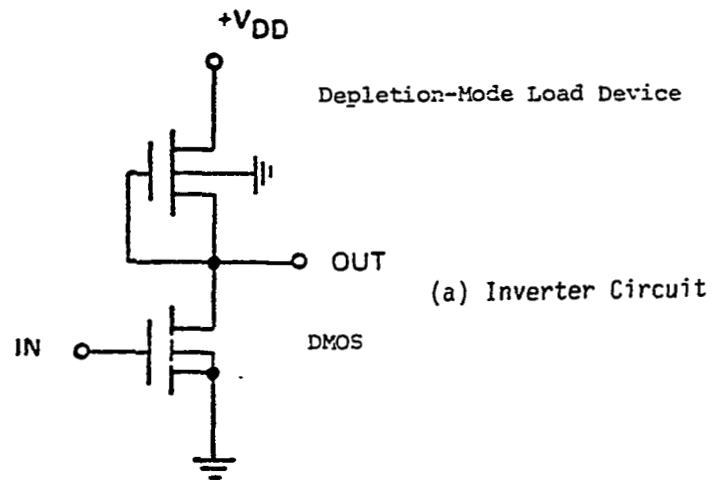 +VDD
Depletion-Mode Load Device
OUT
(a) Inverter Circuit
IN
DMOS